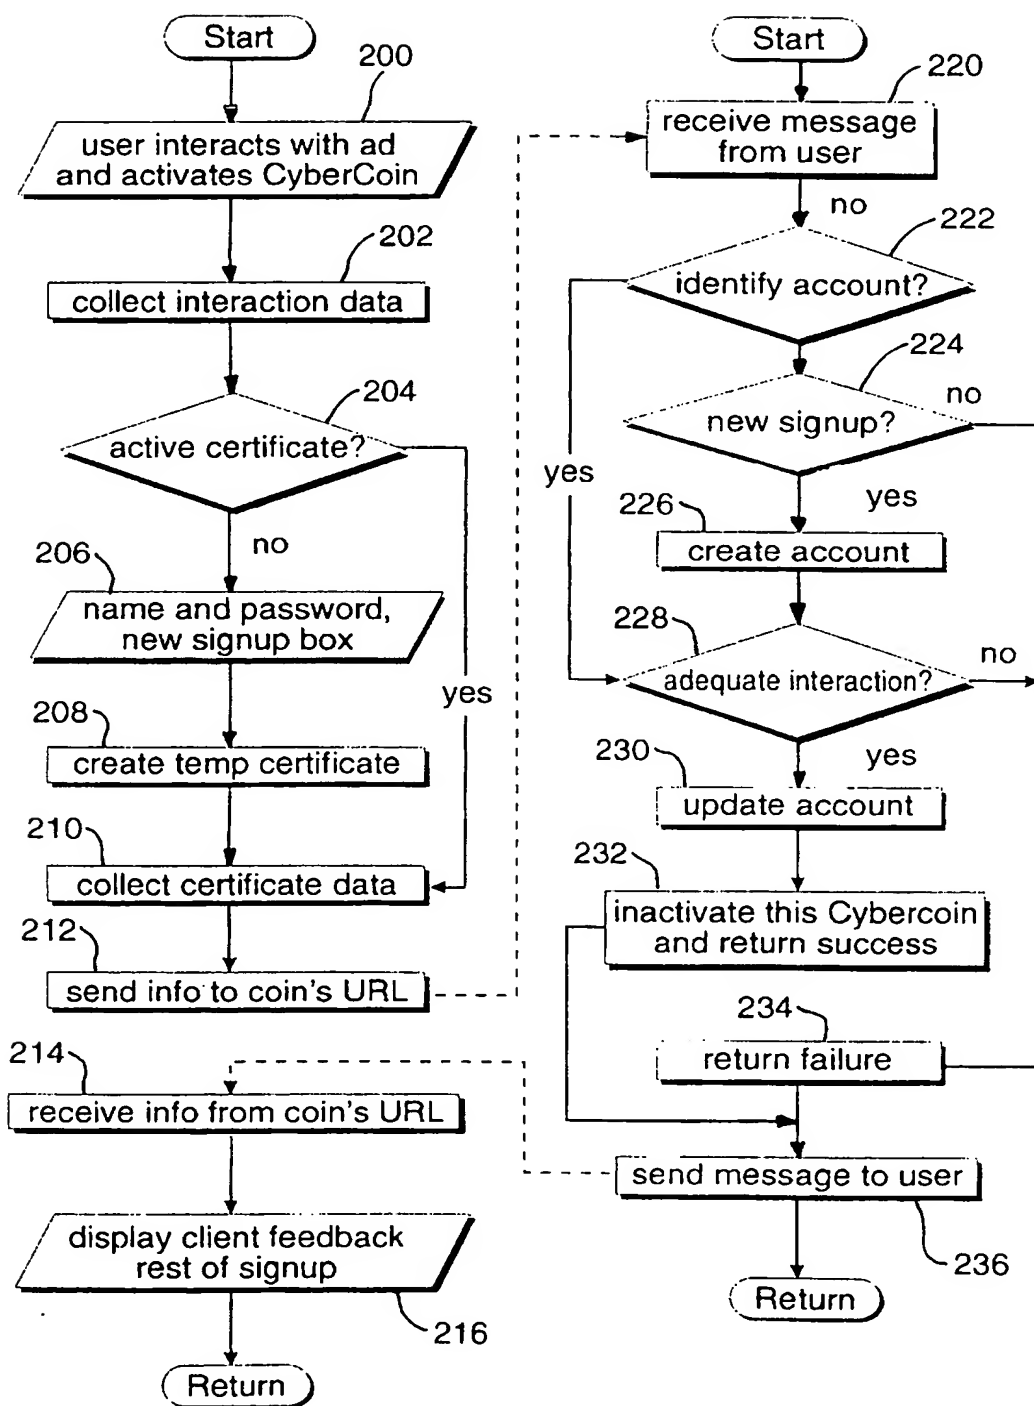 Start
200
user interacts with ad
and activates CyberCoin
202
collect interaction data
204
active certificate?
no
yes
206
name and password,
new signup box
208
create temp certificate
210
collect certificate data
212
send info to coin's URL
214
receive info from coin's URL
display client feedback
rest of signup
216
Return
Start
220
receive message
from user
no
222
identify account?
224
new signup?
no
yes
yes
226
create account
228
adequate interaction?
no
yes
230
update account
232
inactivate this Cybercoin
and return success
234
return failure
send message to user
236
Return